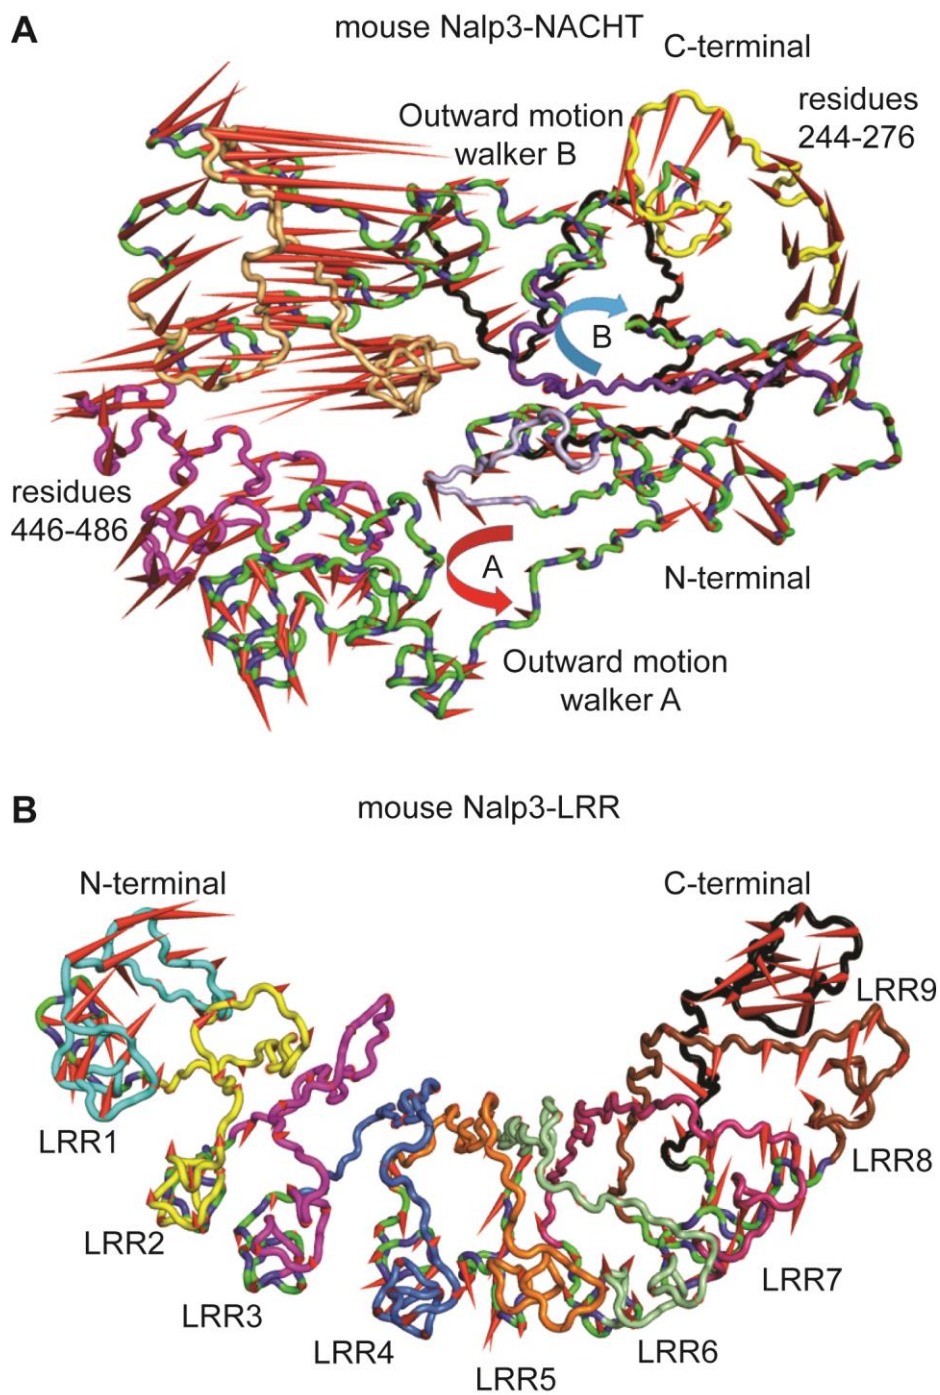 A
mouse Nalp3-NACHT
C-terminal
Outward motion
walker B
residues
244-276
B
residues
446-486
A
N-terminal
Outward motion
walker A
B
mouse Nalp3-LRR
N-terminal
C-terminal
LRR9
LRR1
LRR8
LRR2
LRR7
LRR3
LRR6
LRR4
LRR5